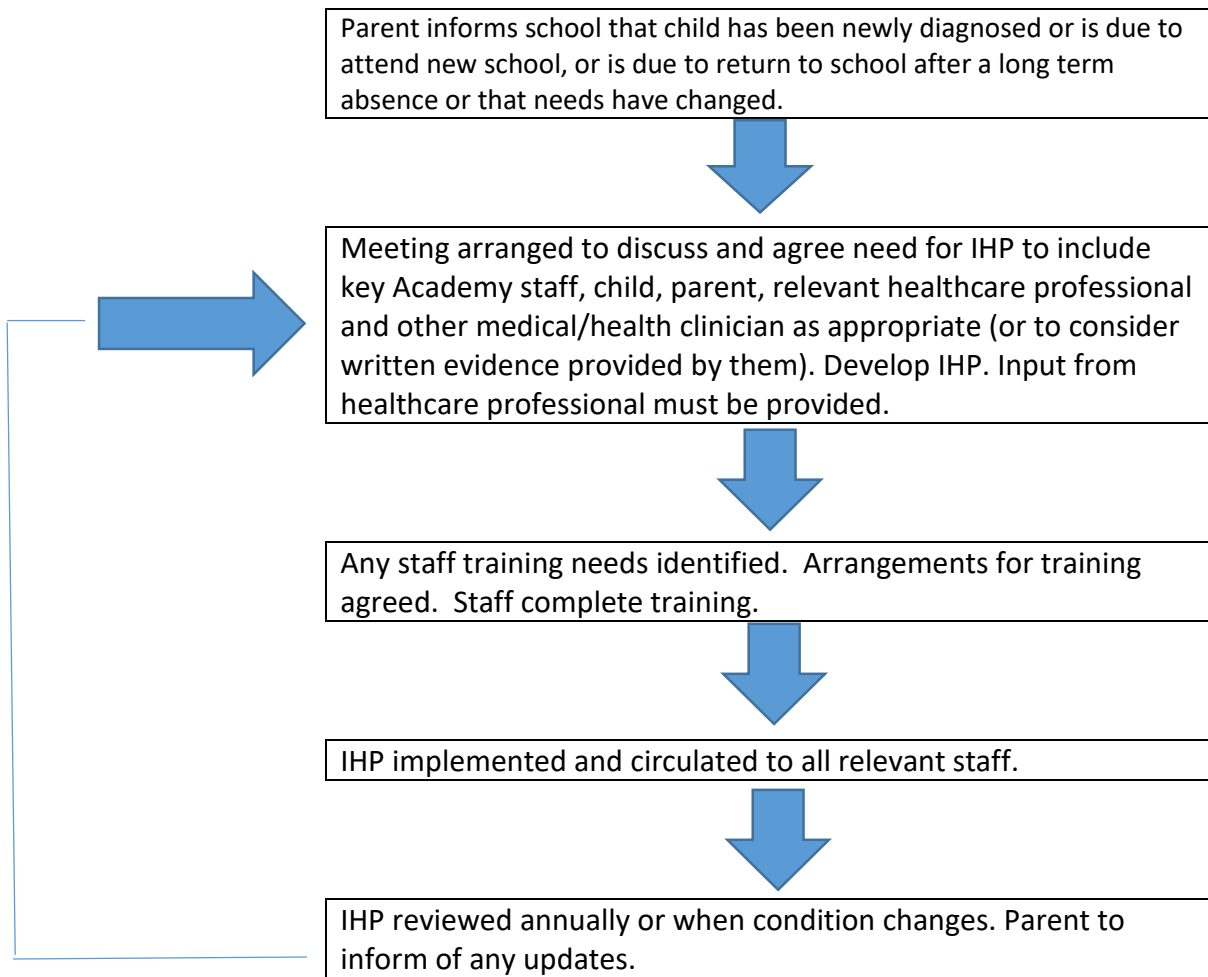 Parent informs school that child has been newly diagnosed or is due to
attend new school, or is due to return to school after a long term
absence or that needs have changed.
Meeting arranged to discuss and agree need for IHP to include
key Academy staff, child, parent, relevant healthcare professional
and other medical/health clinician as appropriate (or to consider
written evidence provided by them). Develop IHP. Input from
healthcare professional must be provided.
Any staff training needs identified.  Arrangements for training
agreed.  Staff complete training.
IHP implemented and circulated to all relevant staff.
IHP reviewed annually or when condition changes. Parent to
inform of any updates.